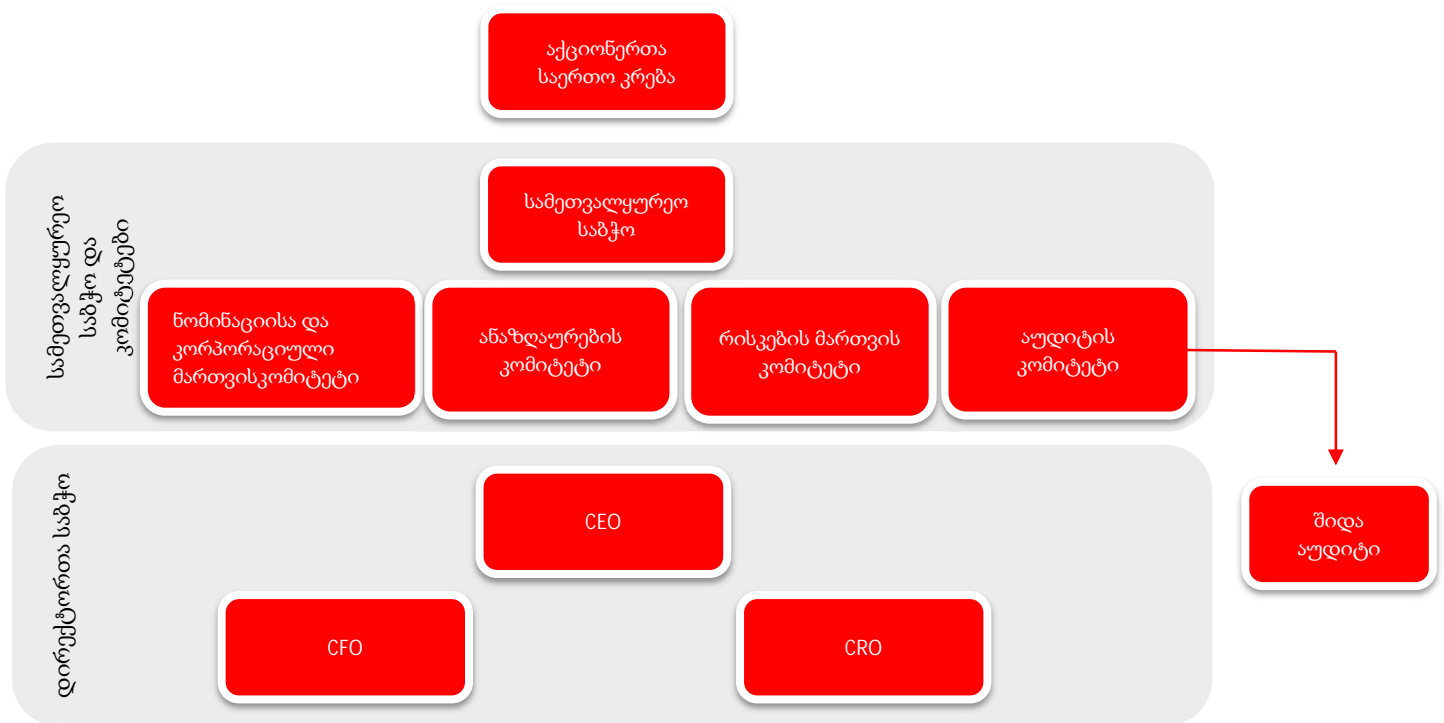 აქციონერთა
საერთო კრება
სამეთვალყურეო
საბჭო და
კომიტეტები
სამეთვალყურეო
საბჭო
ნომინაციისა და
კორპორაციული
მართვისკომიტეტი
ანაზღაურების
კომიტეტი
რისკების მართვის
კომიტეტი
აუდიტის
კომიტეტი
დირექტორთა საბჭო
CEO
შიდა
აუდიტი
CFO
CRO